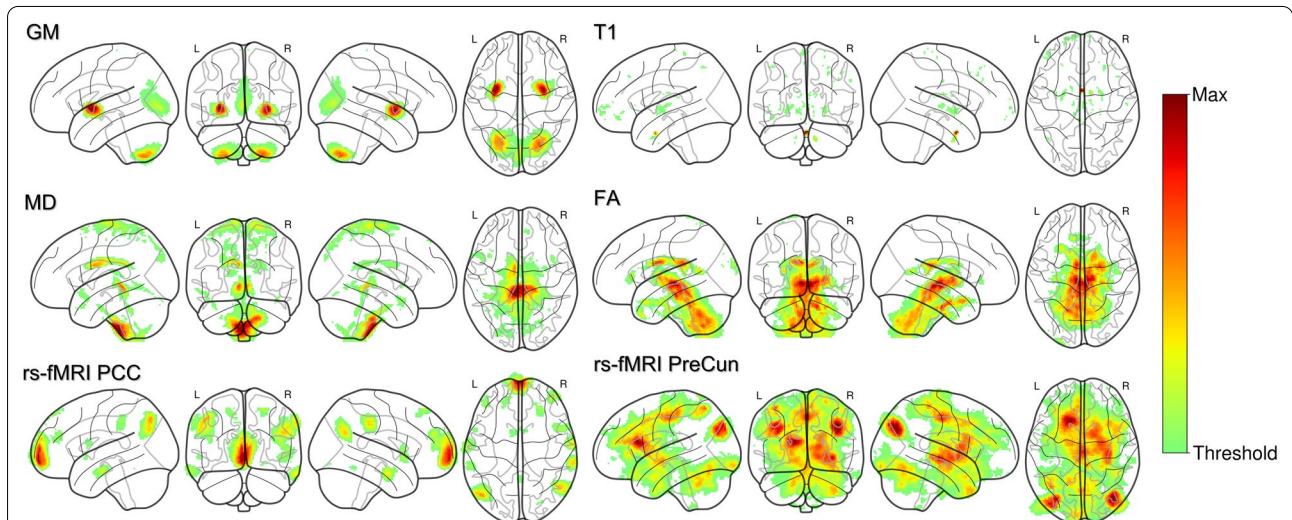 GM
L R
L R
T1
L R
L R
Max
MD
L R
L R
FA
L R
L R
rs-fMRI PCC
L R
L R
rs-fMRI PreCun
L R
L R
Threshold